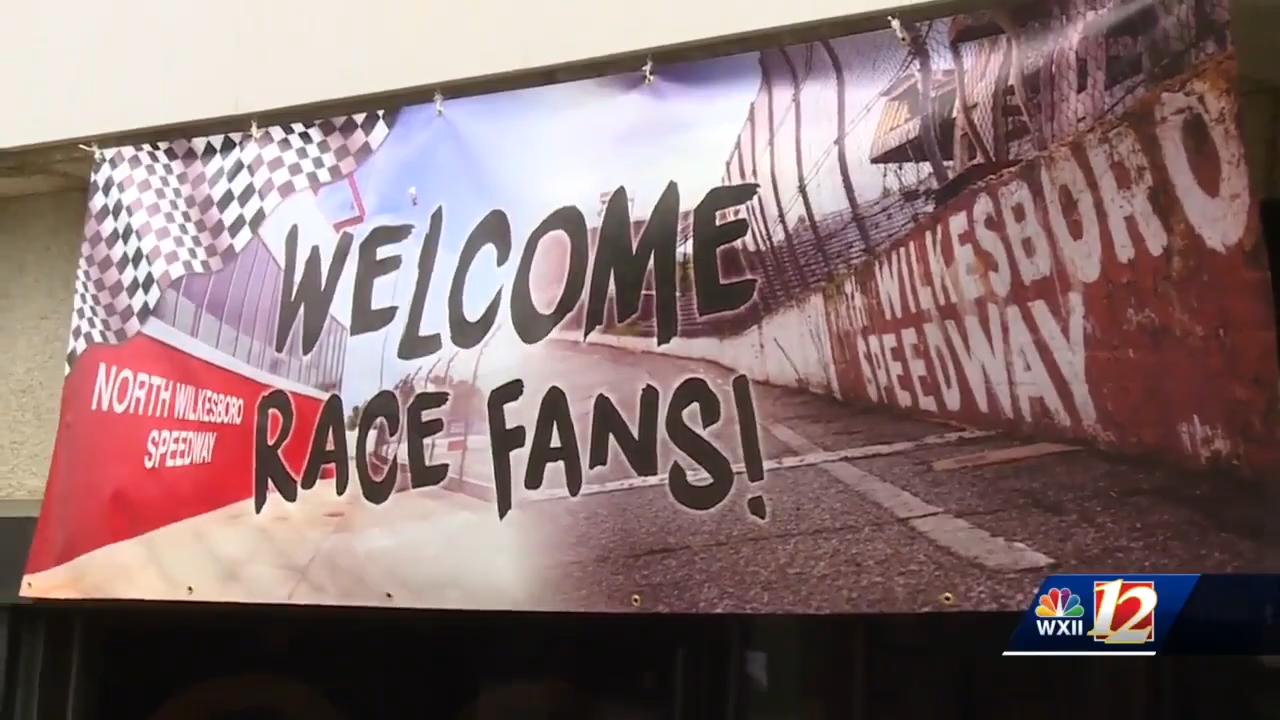 WELCOME
RACE FANS!
NORTH WILKESBORO
SPEEDWAY
WILKESBORO
SPEEDWAY
WXII 12